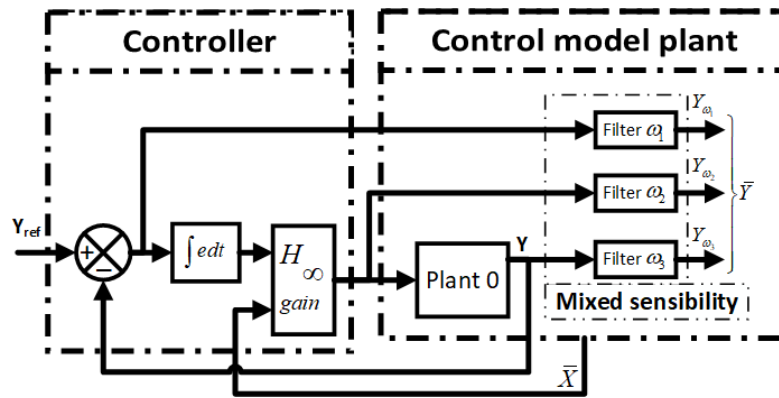 Controller
Control model plant
Filter ω₁
Y_ω₁
Filter ω₂
Y_ω₂
Ȳ
Y_ref
+
−
∫edt
H∞
gain
Plant 0
Y
Filter ω₃
Y_ω₃
Mixed sensibility
X̄